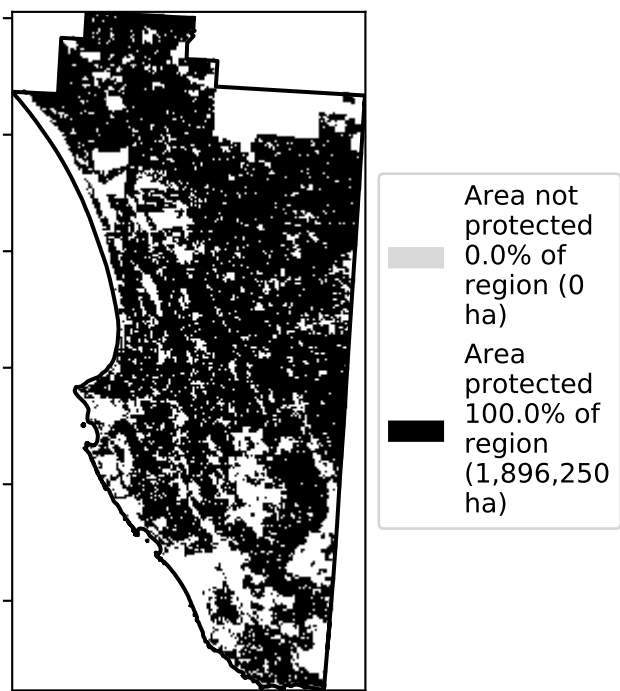 Area not
protected
0.0% of
region (0
ha)
Area
protected
100.0% of
region
(1,896,250
ha)